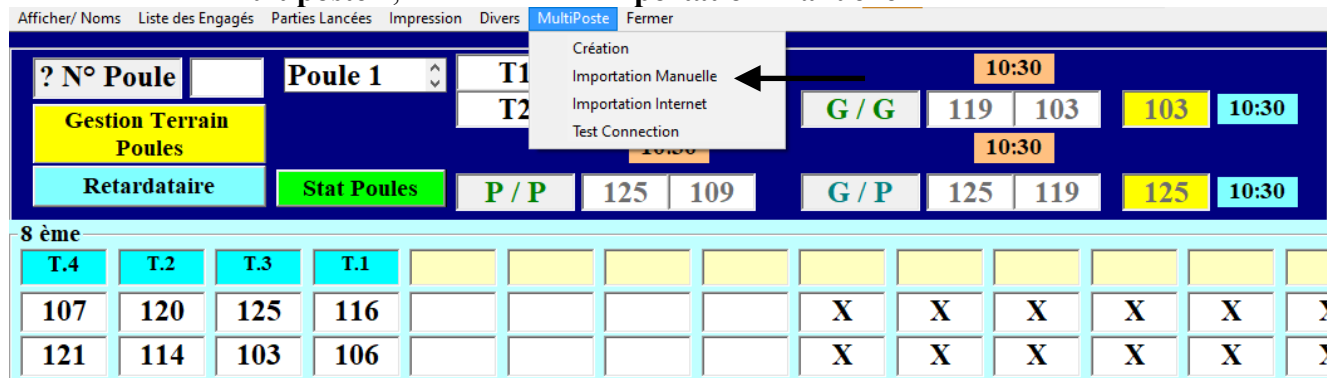 Afficher/ Noms Liste des Engagés Parties Lancées Impression Divers MultiPoste Fermer
Création
Importation Manuelle
Importation Internet
Test Connection
? N° Poule Poule 1 T1 10:30
T2 G / G 119 103 103 10:30
Gestion Terrain
Poules
10:30
Retardataire Stat Poules P / P 125 109 G / P 125 119 125 10:30
8 ème
T.4 T.2 T.3 T.1
107 120 125 116 X X X X X
121 114 103 106 X X X X X